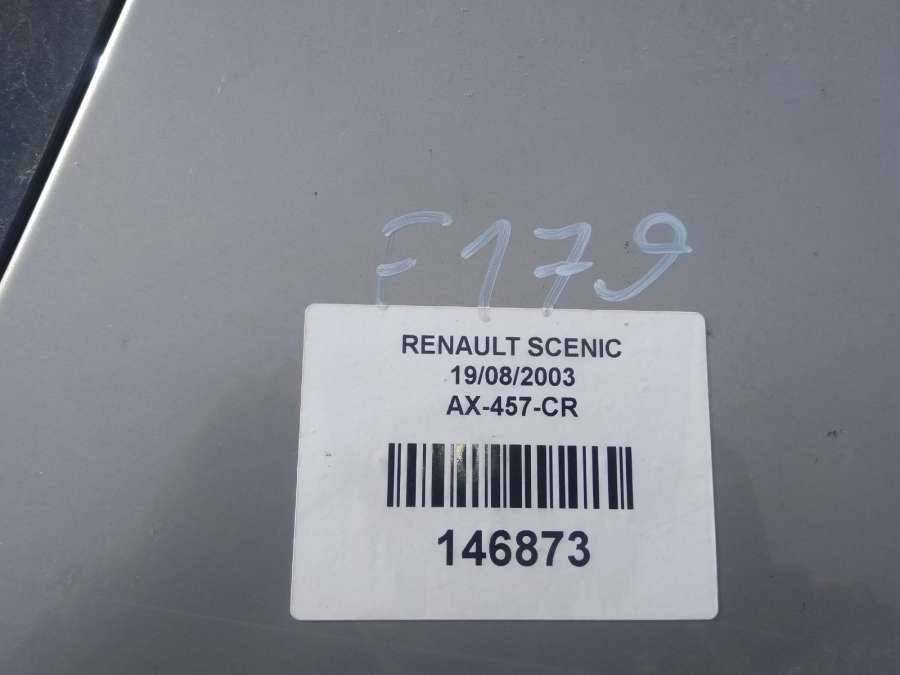 F179
RENAULT SCENIC
19/08/2003
AX-457-CR
146873